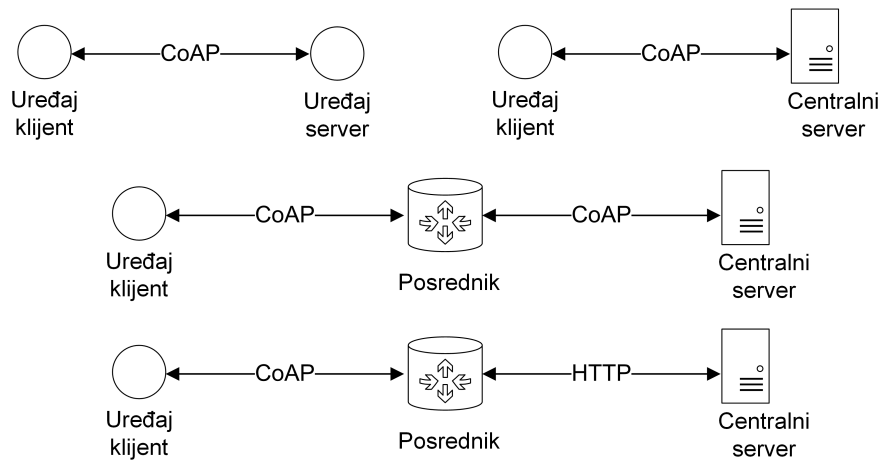 CoAP
Uređaj
klijent
Uređaj
server
CoAP
Uređaj
klijent
Centralni
server
CoAP
CoAP
Uređaj
klijent
Posrednik
Centralni
server
CoAP
HTTP
Uređaj
klijent
Posrednik
Centralni
server